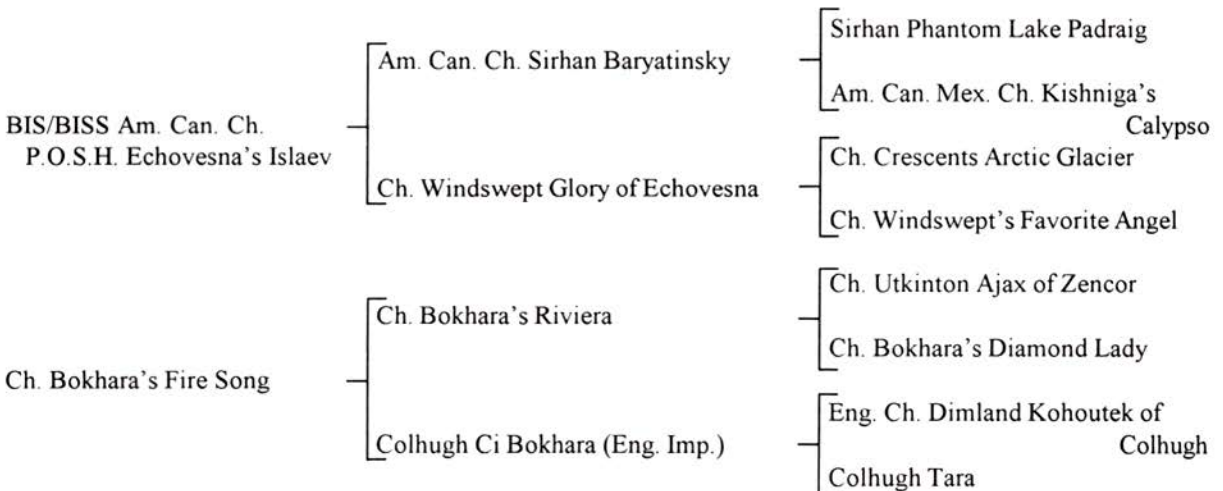 Sirhan Phantom Lake Padraig
Am. Can. Ch. Sirhan Baryatinsky
Am. Can. Mex. Ch. Kishniga's
Calypso
BIS/BISS Am. Can. Ch.
P.O.S.H. Echovesna's Islaev
Ch. Crescents Arctic Glacier
Ch. Windswept Glory of Echovesna
Ch. Windswept's Favorite Angel
Ch. Utkinton Ajax of Zencor
Ch. Bokhara's Riviera
Ch. Bokhara's Diamond Lady
Ch. Bokhara's Fire Song
Eng. Ch. Dimland Kohoutek of
Colhugh
Colhugh Ci Bokhara (Eng. Imp.)
Colhugh Tara